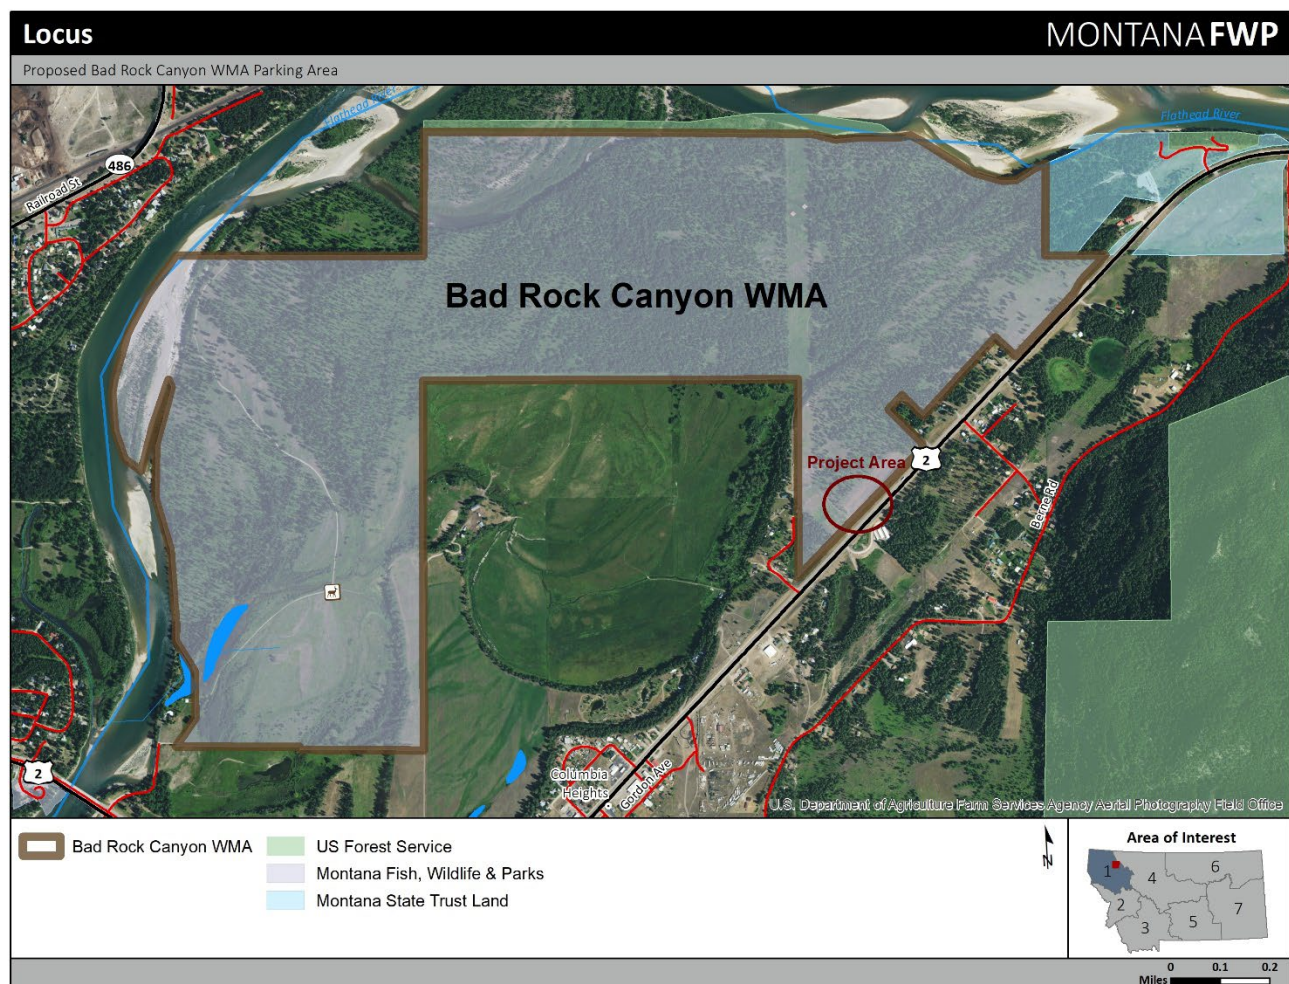 Locus
MONTANA FWP
Proposed Bad Rock Canyon WMA Parking Area
Flathead River
Flathead River
486
Railroad St
Bad Rock Canyon WMA
Project Area
2
Berne Rd
2
Columbia
Heights
Gordon Ave
U.S. Department of Agriculture Farm Services Agency Aerial Photography Field Office
Bad Rock Canyon WMA
US Forest Service
Montana Fish, Wildlife & Parks
Montana State Trust Land
N
Area of Interest
1
4
6
2
3
5
7
0 0.1 0.2
Miles